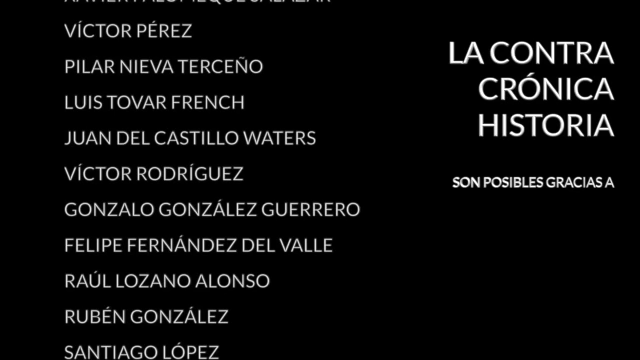 VÍCTOR PÉREZ
PILAR NIEVA TERCEÑO
LUIS TOVAR FRENCH
JUAN DEL CASTILLO WATERS
VÍCTOR RODRÍGUEZ
GONZALO GONZÁLEZ GUERRERO
FELIPE FERNÁNDEZ DEL VALLE
RAÚL LOZANO ALONSO
RUBÉN GONZÁLEZ
SANTIAGO LÓPEZ
LA CONTRA
CRÓNICA
HISTORIA
SON POSIBLES GRACIAS A